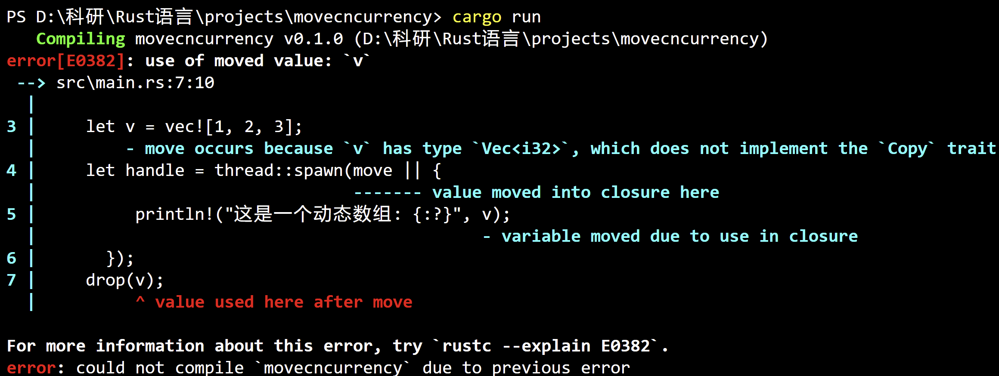 PS D:\科研\Rust语言\projects\movecncurrency> cargo run
   Compiling movecncurrency v0.1.0 (D:\科研\Rust语言\projects\movecncurrency)
error[E0382]: use of moved value: `v`
 --> src\main.rs:7:10
  |
3 |     let v = vec![1, 2, 3];
  |         - move occurs because `v` has type `Vec<i32>`, which does not implement the `Copy` trait
4 |     let handle = thread::spawn(move || {
  |                                ------- value moved into closure here
5 |          println!("这是一个动态数组: {:?}", v);
  |                                             - variable moved due to use in closure
6 |       });
7 |     drop(v);
  |          ^ value used here after move

For more information about this error, try `rustc --explain E0382`.
error: could not compile `movecncurrency` due to previous error